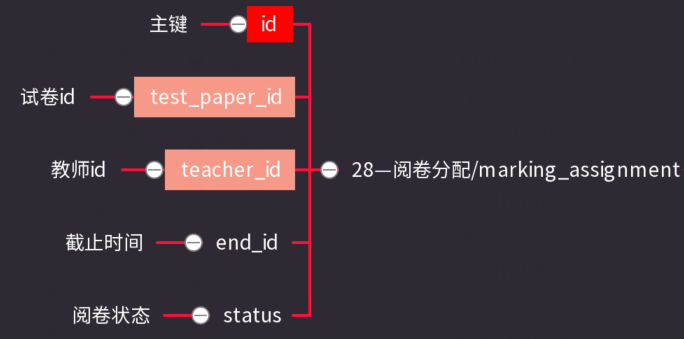 主键 id
试卷id test_paper_id
教师id teacher_id 28—阅卷分配/marking_assignment
截止时间 end_id
阅卷状态 status